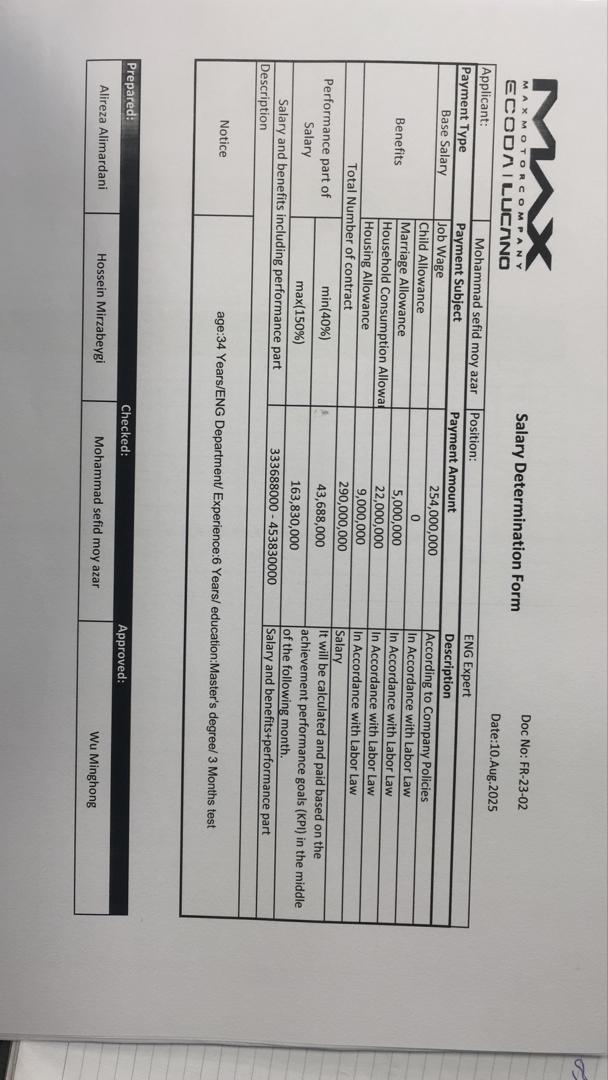 MAX
MAXMOTORCOMPANY
ECODA | LUCANO
Salary Determination Form
Doc No: FR-23-02
Date:10.Aug.2025
Applicant: Mohammad sefid moy azar Position: ENG Expert
Payment Type Payment Subject Payment Amount Description
Base Salary Job Wage 254,000,000 According to Company Policies
Benefits
Child Allowance 0 In Accordance with Labor Law
Marriage Allowance 5,000,000 In Accordance with Labor Law
Household Consumption Allowa 22,000,000 In Accordance with Labor Law
Housing Allowance 9,000,000 In Accordance with Labor Law
Total Number of contract 290,000,000 Salary
Performance part of
Salary
min(40%) 43,688,000
max(150%) 163,830,000
It will be calculated and paid based on the
achievement performance goals (KPI) in the middle
of the following month.
Salary and benefits including performance part 333688000 - 453830000 Salary and benefits+performance part
Description
Notice age:34 Years/ENG Department/ Experience:6 Years/ education:Master's degree/ 3 Months test
Prepared: Checked: Approved:
Alireza Alimardani Hossein Mirzabeygi Mohammad sefid moy azar Wu Minghong